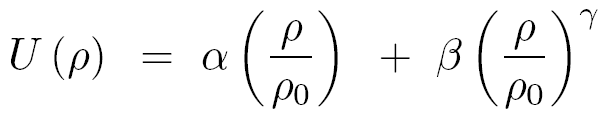 U(ρ) = α(ρ/ρ₀) + β(ρ/ρ₀)^γ